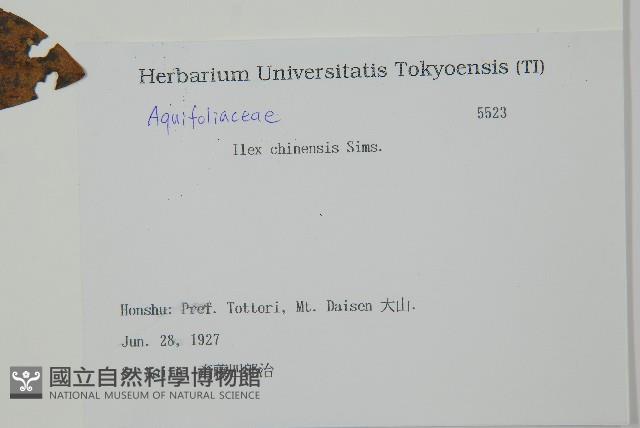 Herbarium Universitatis Tokyoensis (TI)
Aquifoliaceae
5523
Ilex chinensis Sims.
Honshu: Pref. Tottori, Mt. Daisen 大山.
Jun. 28, 1927
國立自然科學博物館
NATIONAL MUSEUM OF NATURAL SCIENCE